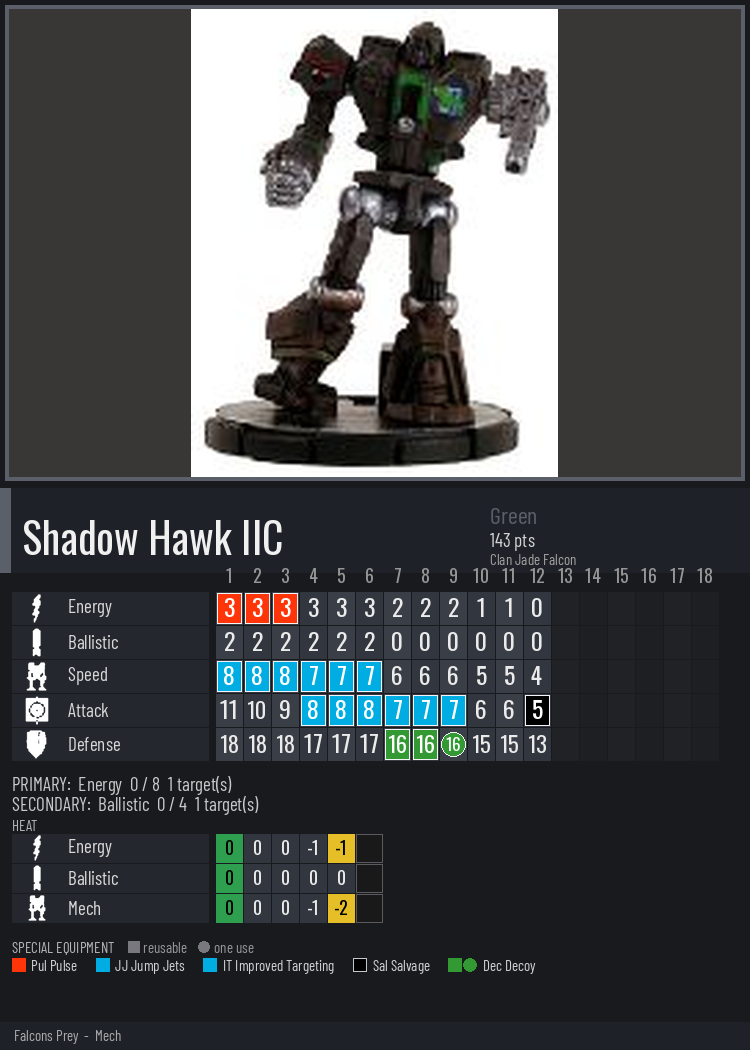 Shadow Hawk IIC
Green
143 pts
Clan Jade Falcon
1 2 3 4 5 6 7 8 9 10 11 12 13 14 15 16 17 18
Energy 3 3 3 3 3 3 2 2 2 1 1 0
Ballistic 2 2 2 2 2 2 0 0 0 0 0 0
Speed 8 8 8 7 7 7 6 6 6 5 5 4
Attack 11 10 9 8 8 8 7 7 7 6 6 5
Defense 18 18 18 17 17 17 16 16 16 15 15 13
PRIMARY: Energy 0 / 8 1 target(s)
SECONDARY: Ballistic 0 / 4 1 target(s)
HEAT
Energy 0 0 0 -1 -1
Ballistic 0 0 0 0 0
Mech 0 0 0 -1 -2
SPECIAL EQUIPMENT reusable one use
Pul Pulse JJ Jump Jets IT Improved Targeting Sal Salvage Dec Decoy
Falcons Prey - Mech